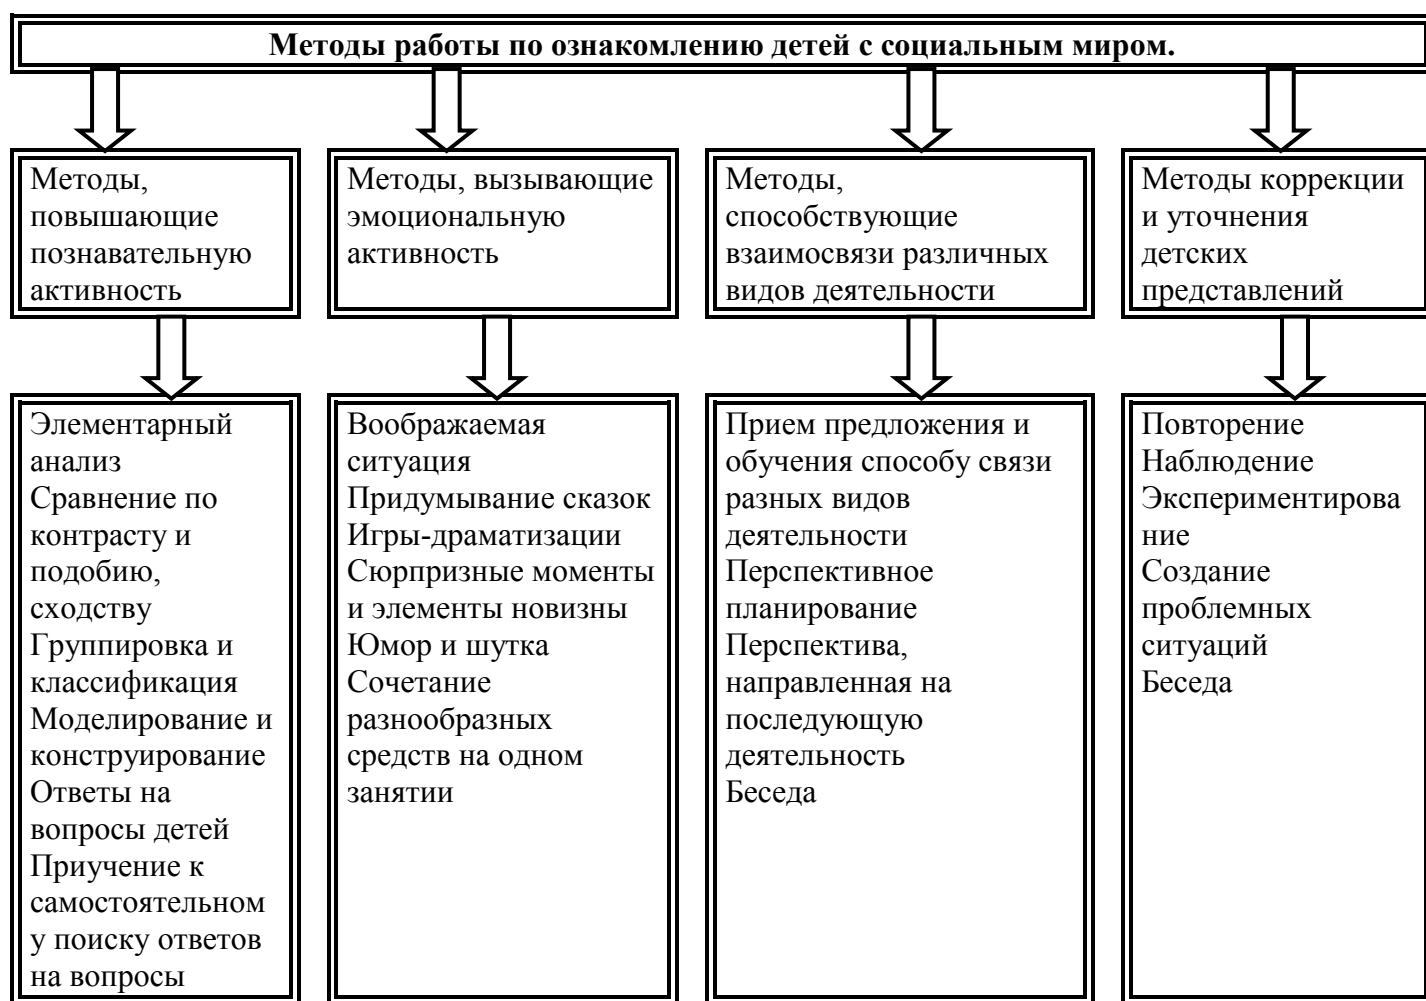 Методы работы по ознакомлению детей с социальным миром.
Методы,
повышающие
познавательную
активность
Методы, вызывающие
эмоциональную
активность
Методы,
способствующие
взаимосвязи различных
видов деятельности
Методы коррекции
и уточнения
детских
представлений
Элементарный
анализ
Сравнение по
контрасту и
подобию,
сходству
Группировка и
классификация
Моделирование и
конструирование
Ответы на
вопросы детей
Приучение к
самостоятельном
у поиску ответов
на вопросы
Воображаемая
ситуация
Придумывание сказок
Игры-драматизации
Сюрпризные моменты
и элементы новизны
Юмор и шутка
Сочетание
разнообразных
средств на одном
занятии
Прием предложения и
обучения способу связи
разных видов
деятельности
Перспективное
планирование
Перспектива,
направленная на
последующую
деятельность
Беседа
Повторение
Наблюдение
Экспериментирова
ние
Создание
проблемных
ситуаций
Беседа